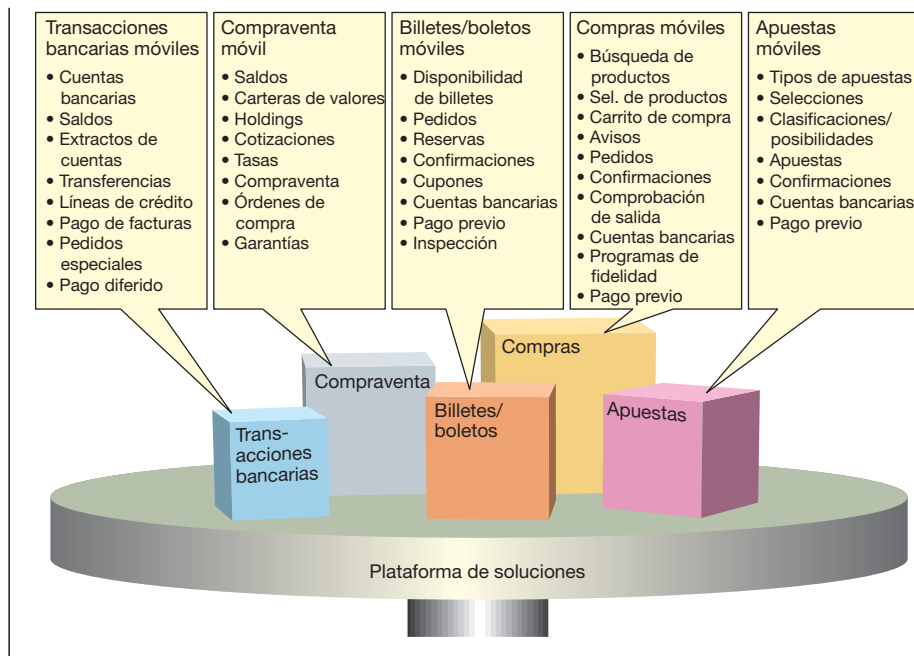 Transacciones
bancarias móviles
• Cuentas
bancarias
• Saldos
• Extractos de
cuentas
• Transferencias
• Líneas de crédito
• Pago de facturas
• Pedidos
especiales
• Pago diferido
Compraventa
móvil
• Saldos
• Carteras de valores
• Holdings
• Cotizaciones
• Tasas
• Compraventa
• Órdenes de
compra
• Garantías
Billetes/boletos
móviles
• Disponibilidad
de billetes
• Pedidos
• Reservas
• Confirmaciones
• Cupones
• Cuentas bancarias
• Pago previo
• Inspección
Compras móviles
• Búsqueda de
productos
• Sel. de productos
• Carrito de compra
• Avisos
• Pedidos
• Confirmaciones
• Comprobación
de salida
• Cuentas bancarias
• Programas de
fidelidad
• Pago previo
Apuestas
móviles
• Tipos de apuestas
• Selecciones
• Clasificaciones/
posibilidades
• Apuestas
• Confirmaciones
• Cuentas bancarias
• Pago previo
Trans-
acciones
bancarias
Compraventa
Billetes/
boletos
Compras
Apuestas
Plataforma de soluciones